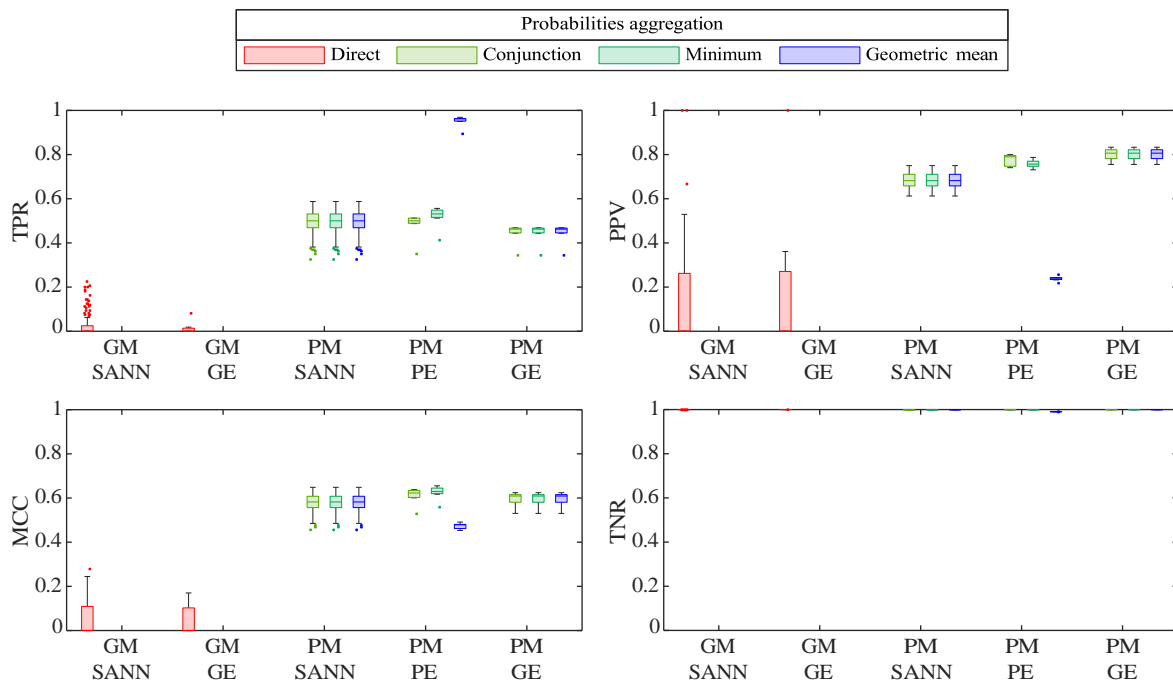 Probabilities aggregation
Direct Conjunction Minimum Geometric mean
TPR
1
0.8
0.6
0.4
0.2
0
GM GM PM PM PM
SANN GE SANN PE GE
PPV
1
0.8
0.6
0.4
0.2
0
GM GM PM PM PM
SANN GE SANN PE GE
MCC
1
0.8
0.6
0.4
0.2
0
GM GM PM PM PM
SANN GE SANN PE GE
TNR
1
0.8
0.6
0.4
0.2
0
GM GM PM PM PM
SANN GE SANN PE GE